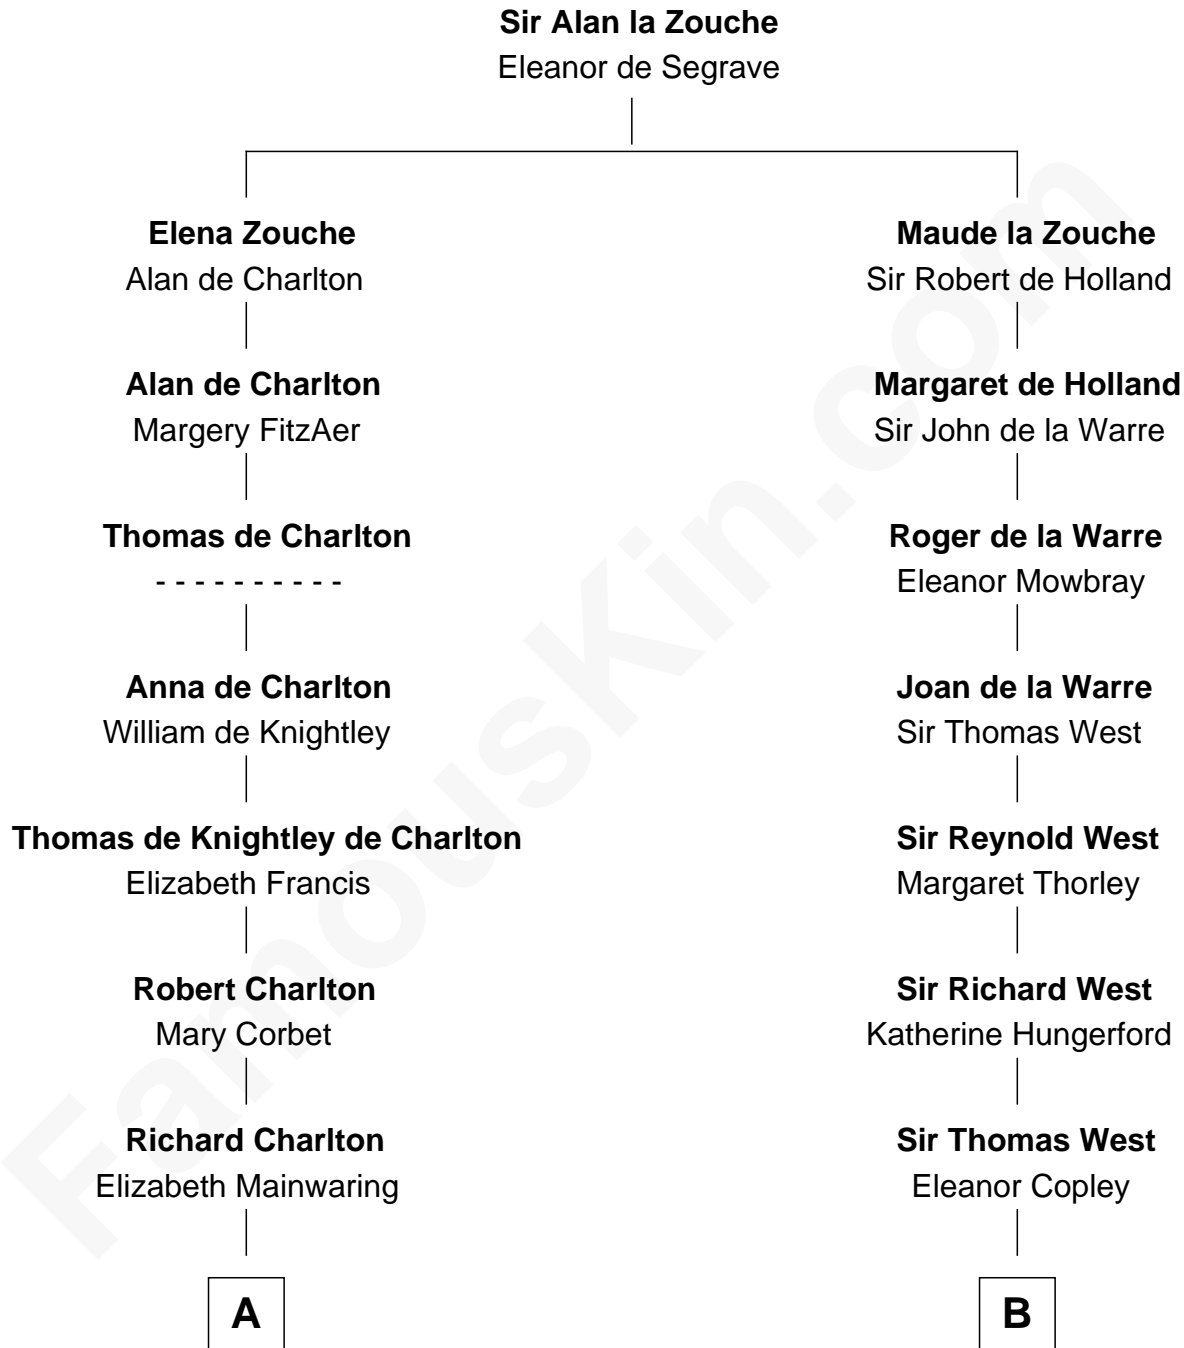 Sir Alan la Zouche
Eleanor de Segrave
Elena Zouche
Alan de Charlton
Maude la Zouche
Sir Robert de Holland
Alan de Charlton
Margery FitzAer
Margaret de Holland
Sir John de la Warre
Thomas de Charlton
- - - - - - - - - -
Roger de la Warre
Eleanor Mowbray
Anna de Charlton
William de Knightley
Joan de la Warre
Sir Thomas West
Thomas de Knightley de Charlton
Elizabeth Francis
Sir Reynold West
Margaret Thorley
Robert Charlton
Mary Corbet
Sir Richard West
Katherine Hungerford
Richard Charlton
Elizabeth Mainwaring
Sir Thomas West
Eleanor Copley
A
B
FamousKin.com